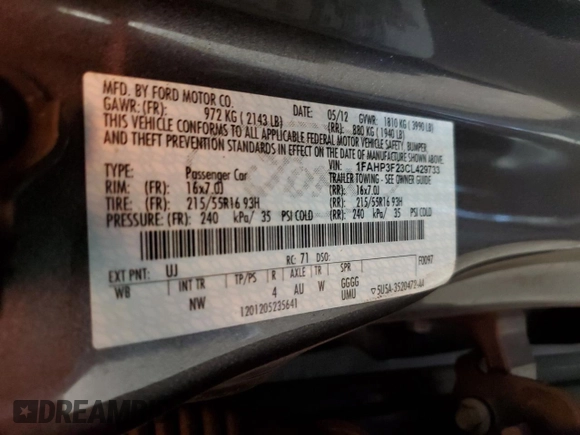 MFD. BY FORD MOTOR CO.
DATE: 05/12 GVWR: 1810 KG ( 3990 LB)
GAWR: (FR): 972 KG ( 2143 LB) (RR): 880 KG ( 1940 LB)
THIS VEHICLE CONFORMS TO ALL APPLICABLE FEDERAL MOTOR VEHICLE SAFETY, BUMPER,
AND THEFT PREVENTION STANDARDS IN EFFECT ON THE DATE OF MANUFACTURE SHOWN ABOVE.
VIN: 1FAHP3F23CL429733
TYPE: Passenger Car TRAILER TOWING - SEE OWNER GUIDE
RIM: (FR): 16x7.0J (RR): 16x7.0J
TIRE: (FR): 215/55R16 93H (RR): 215/55R16 93H
PRESSURE: (FR): 240 kPa/ 35 PSI COLD (RR): 240 kPa/ 35 PSI COLD
EXT PNT: UJ RC: 71 DSO: F0097
WB INT TR TP/PS R AXLE TR SPR
NW 4 AU W GGGG
UMU
1201205235641
5U5A-3520472-AA
DREAM